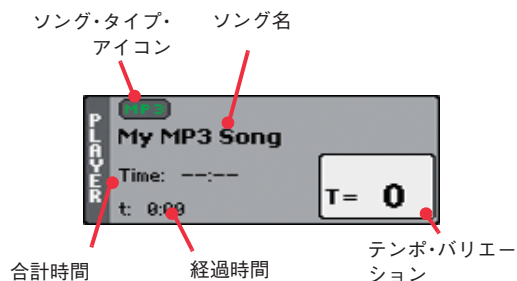 ソング・タイプ・
アイコン
ソング名
MP3
PLAYER
My MP3 Song
Time: --:--
t: 0:00
T= 0
合計時間
経過時間
テンポ・バリエー
ション